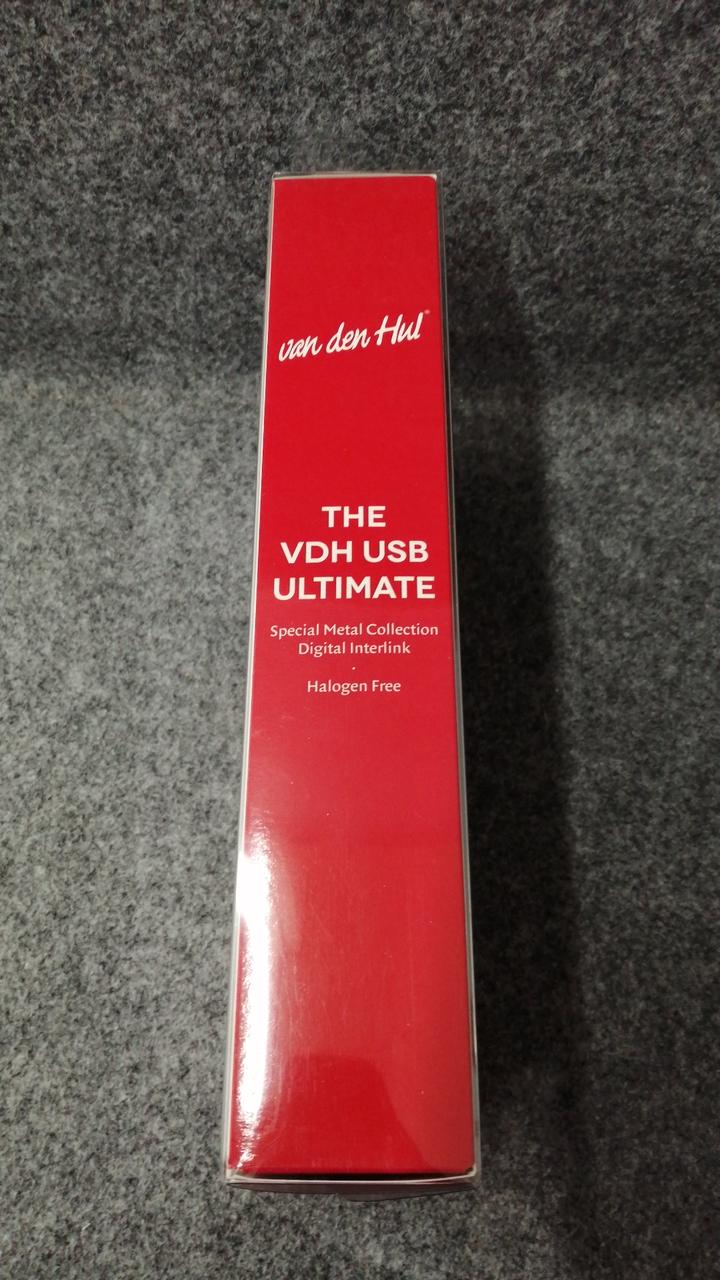 van den Hul®
THE
VDH USB
ULTIMATE
Special Metal Collection
Digital Interlink
·
Halogen Free